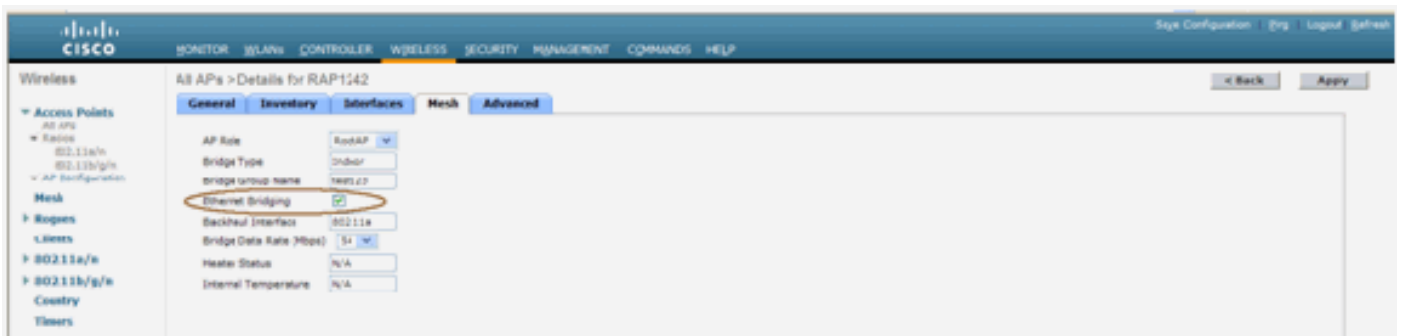 Save Configuration Ping Logout Refresh
CISCO
MONITOR WLANs CONTROLLER WIRELESS SECURITY MANAGEMENT COMMANDS HELP
Wireless
All APs > Details for RAP1242
< Back Apply
General Inventory Interfaces Mesh Advanced
Access Points
All APs
Radios
802.11a/n
802.11b/g/n
AP Configuration
Mesh
Rogues
Clients
802.11a/n
802.11b/g/n
Country
Timers
AP Role RootAP
Bridge Type Indoor
Bridge Group Name
Ethernet Bridging
Backhaul Interface 802.11a
Bridge Data Rate (Mbps)
Heater Status N/A
Internal Temperature N/A